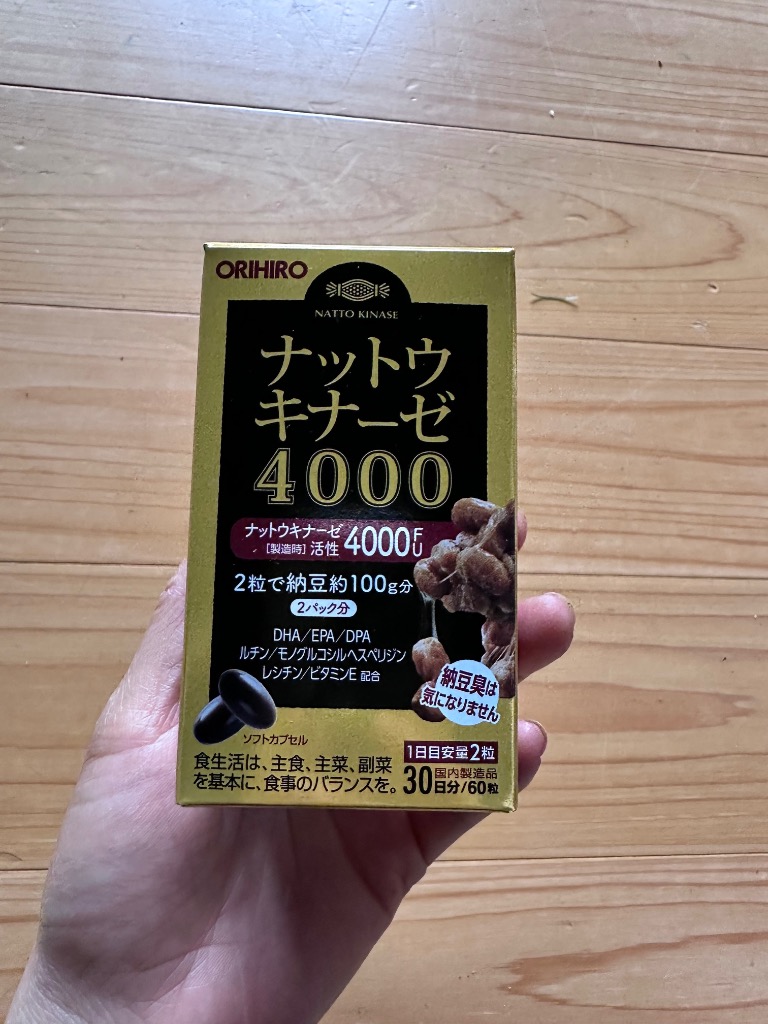 ORIHIRO
NATTO KINASE
ナットウ
キナーゼ
4000
ナットウキナーゼ
[製造時] 活性 4000FU
2粒で納豆約100g分
2パック分
DHA/EPA/DPA
ルチン/モノグルコシルヘスペリジン
レシチン/ビタミンE 配合
納豆臭は
気になりません
ソフトカプセル
食生活は、主食、主菜、副菜
を基本に、食事のバランスを。
1日目安量2粒
国内製造品
30日分/60粒